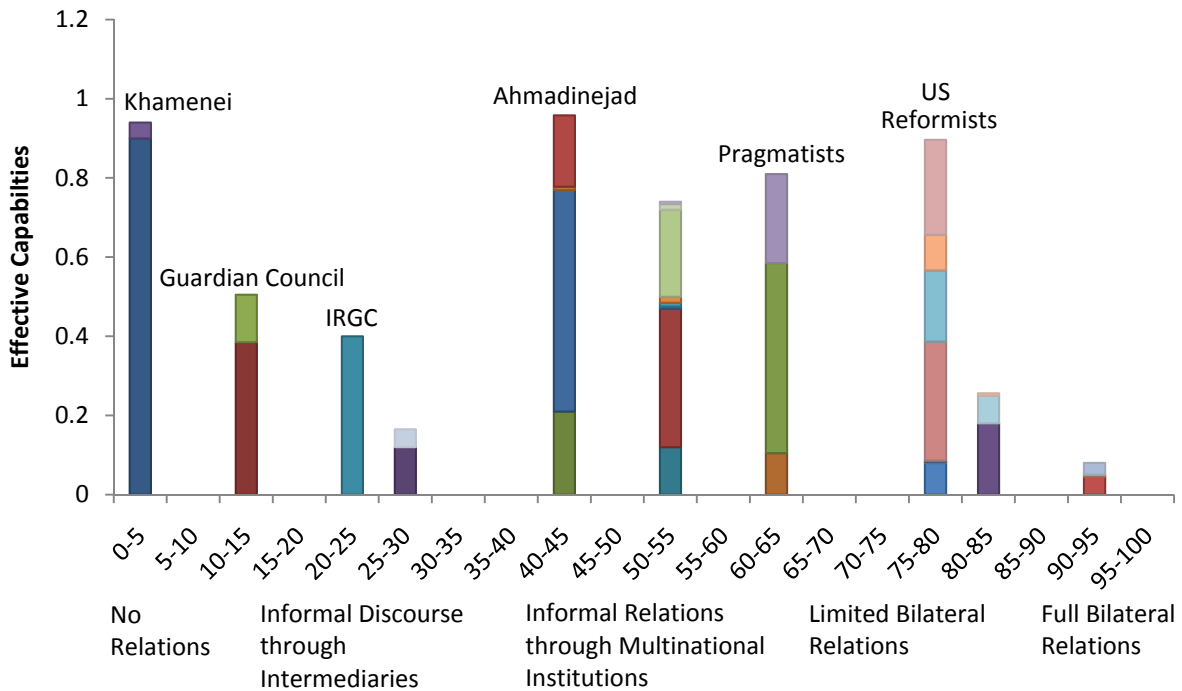 1.2
1
0.8
0.6
0.4
0.2
0
Effective Capabilties
Khamenei
Guardian Council
IRGC
Ahmadinejad
Pragmatists
US
Reformists
0-5
5-10
10-15
15-20
20-25
25-30
30-35
35-40
40-45
45-50
50-55
55-60
60-65
65-70
70-75
75-80
80-85
85-90
90-95
95-100
No
Relations
Informal Discourse
through
Intermediaries
Informal Relations
through Multinational
Institutions
Limited Bilateral
Relations
Full Bilateral
Relations